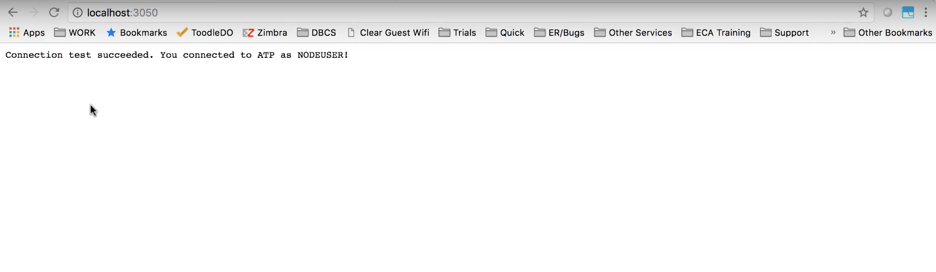 localhost:3050
Apps WORK Bookmarks ToodleDO Zimbra DBCS Clear Guest Wifi Trials Quick ER/Bugs Other Services ECA Training Support » Other Bookmarks
Connection test succeeded. You connected to ATP as NODEUSER!